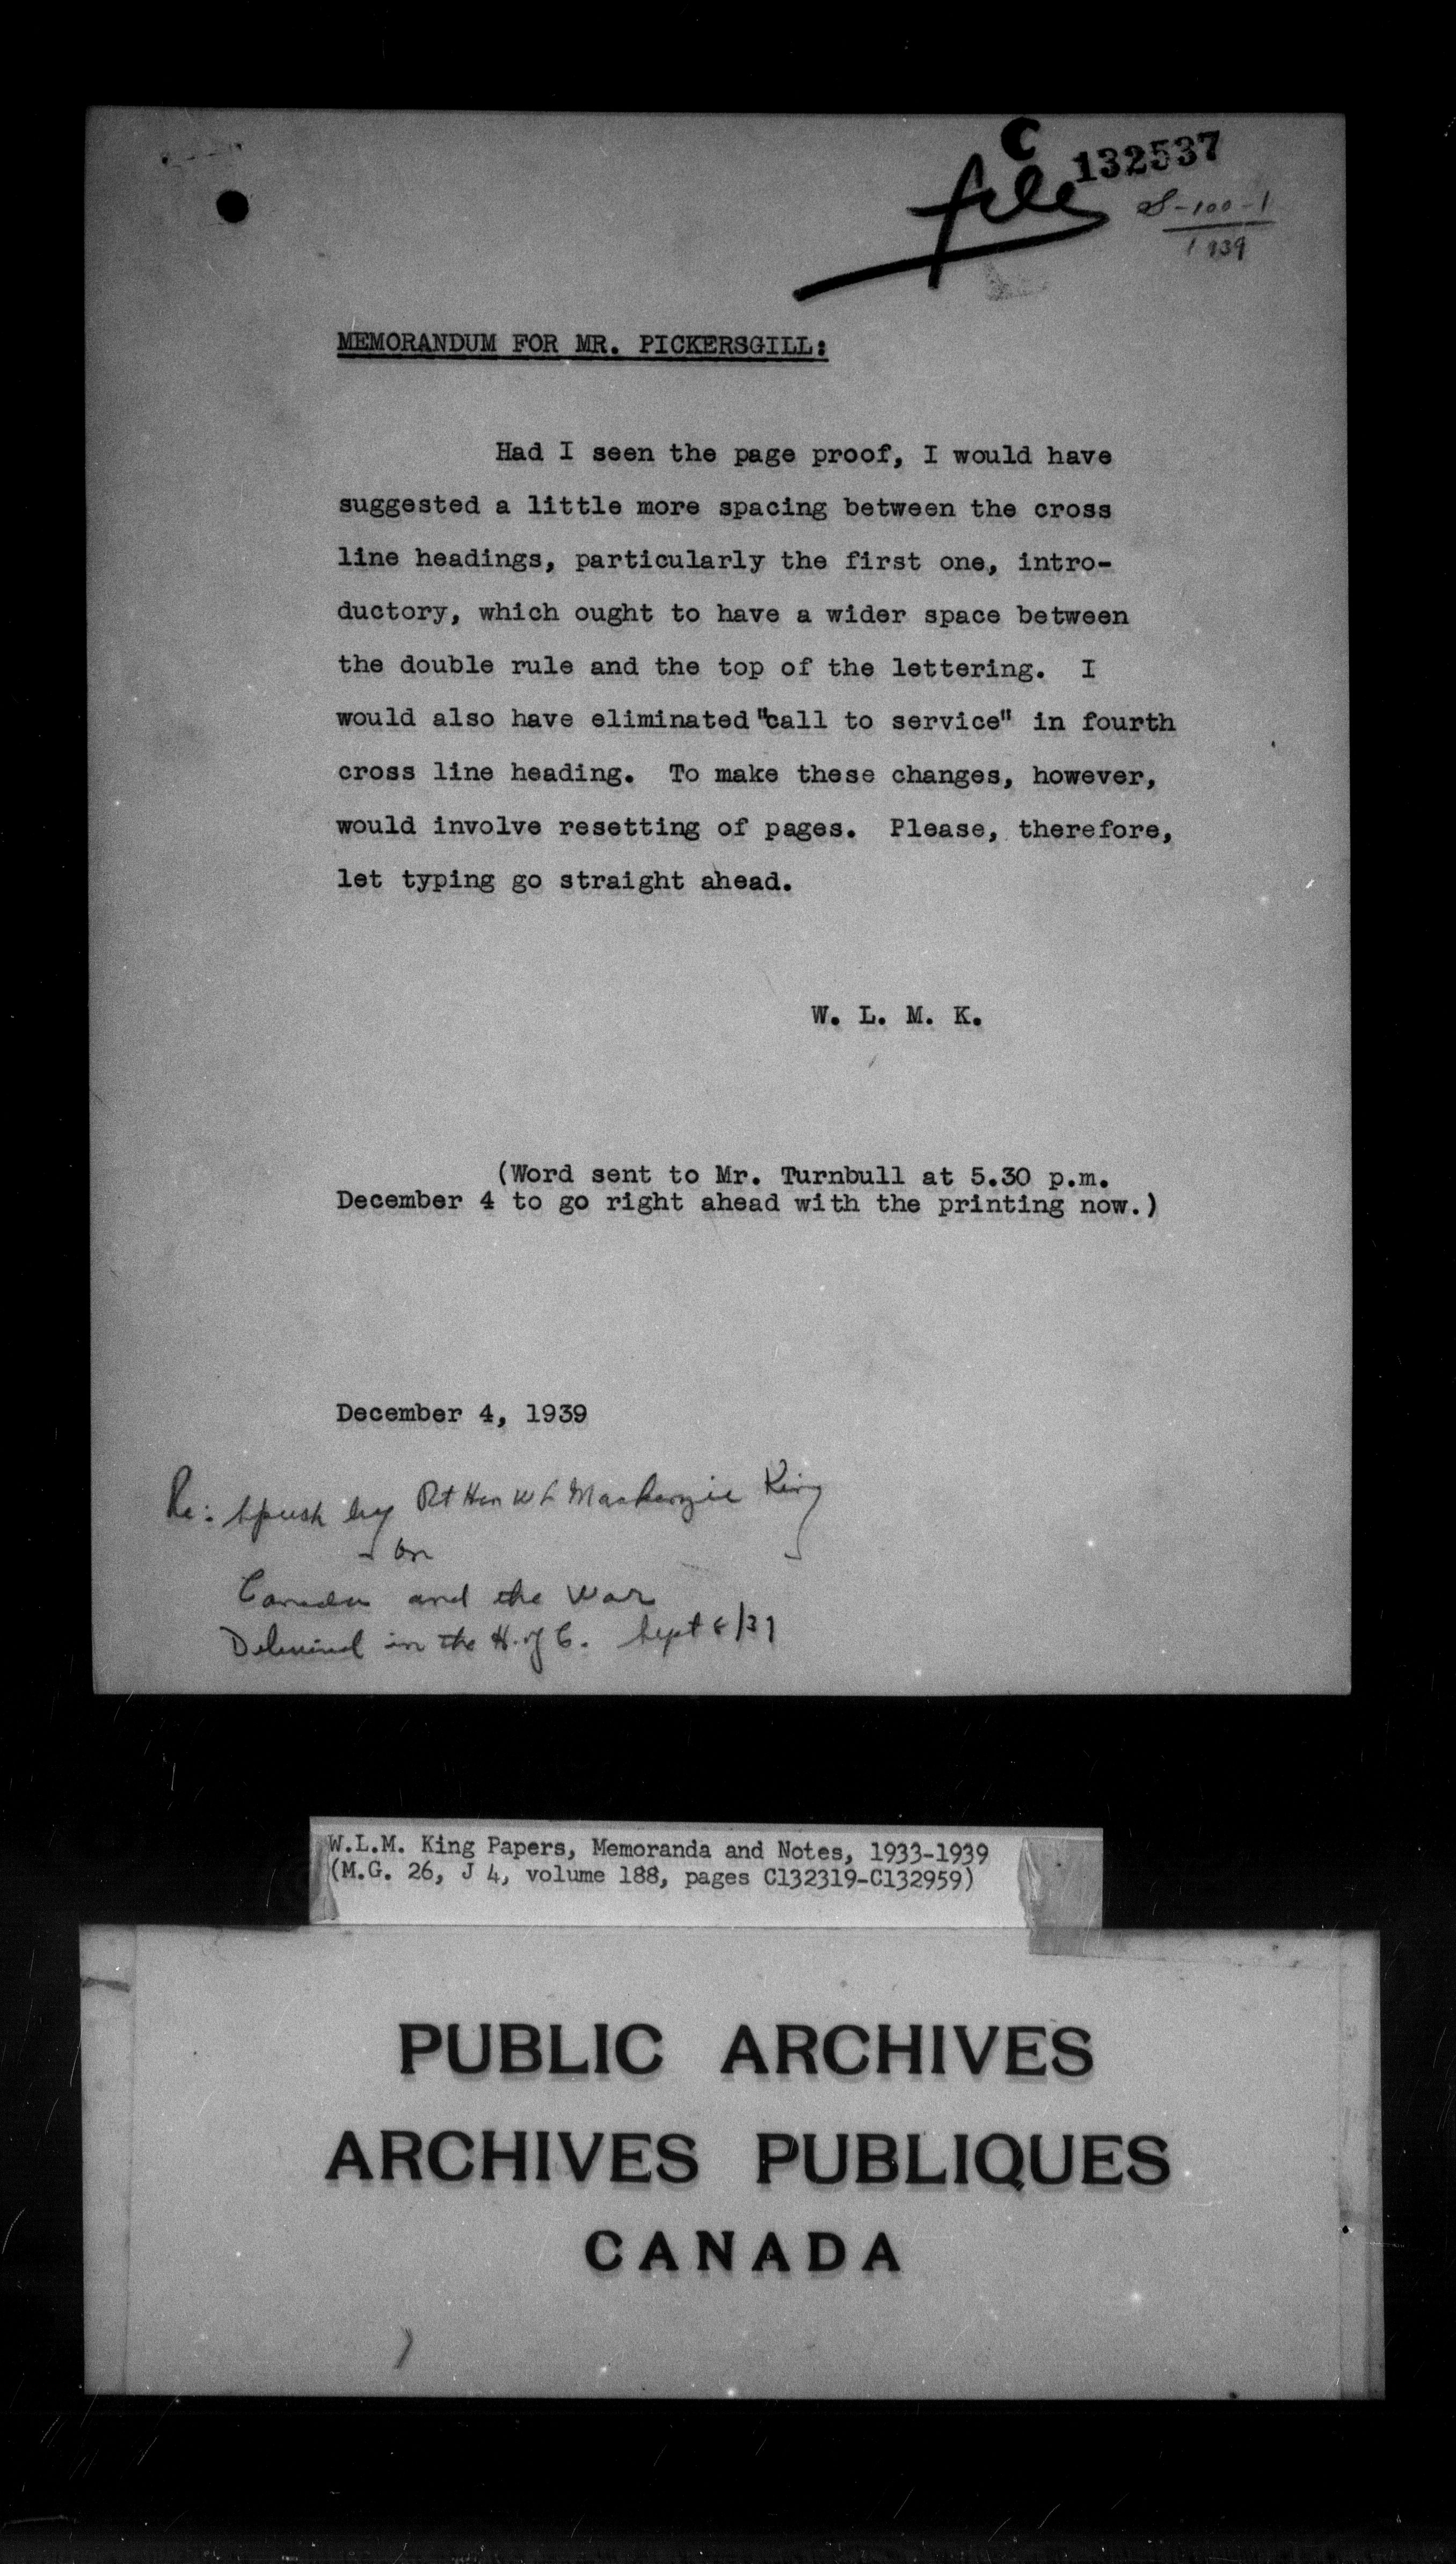 C
132537
file
S-100-1
1939
MEMORANDUM FOR MR. PICKERSGILL:
Had I seen the page proof, I would have
suggested a little more spacing between the cross
line headings, particularly the first one, intro-
ductory, which ought to have a wider space between
the double rule and the top of the lettering. I
would also have eliminated "call to service" in fourth
cross line heading. To make these changes, however,
would involve resetting of pages. Please, therefore,
let typing go straight ahead.
W. L. M. K.
(Word sent to Mr. Turnbull at 5.30 p.m.
December 4 to go right ahead with the printing now.)
December 4, 1939
Re: Speech by Rt Hon W L Mackenzie King
on
Canada and the War
Delivered in the H. of C. Sept 8/39
W.L.M. King Papers, Memoranda and Notes, 1933-1939
(M.G. 26, J 4, volume 188, pages C132319-C132959)
PUBLIC ARCHIVES
ARCHIVES PUBLIQUES
CANADA